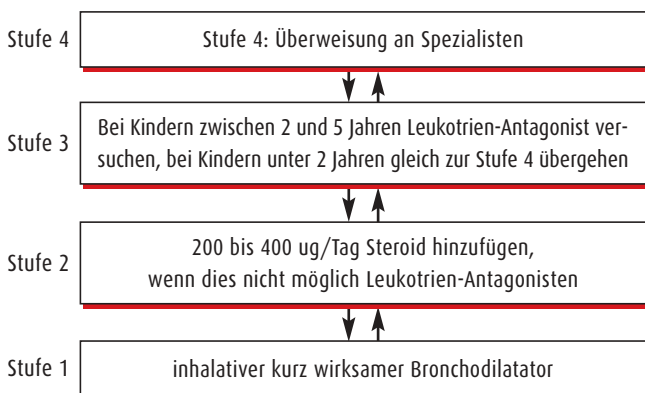 Stufe 4
Stufe 4: Überweisung an Spezialisten
Stufe 3
Bei Kindern zwischen 2 und 5 Jahren Leukotrien-Antagonist ver-
suchen, bei Kindern unter 2 Jahren gleich zur Stufe 4 übergehen
Stufe 2
200 bis 400 ug/Tag Steroid hinzufügen,
wenn dies nicht möglich Leukotrien-Antagonisten
Stufe 1
inhalativer kurz wirksamer Bronchodilatator